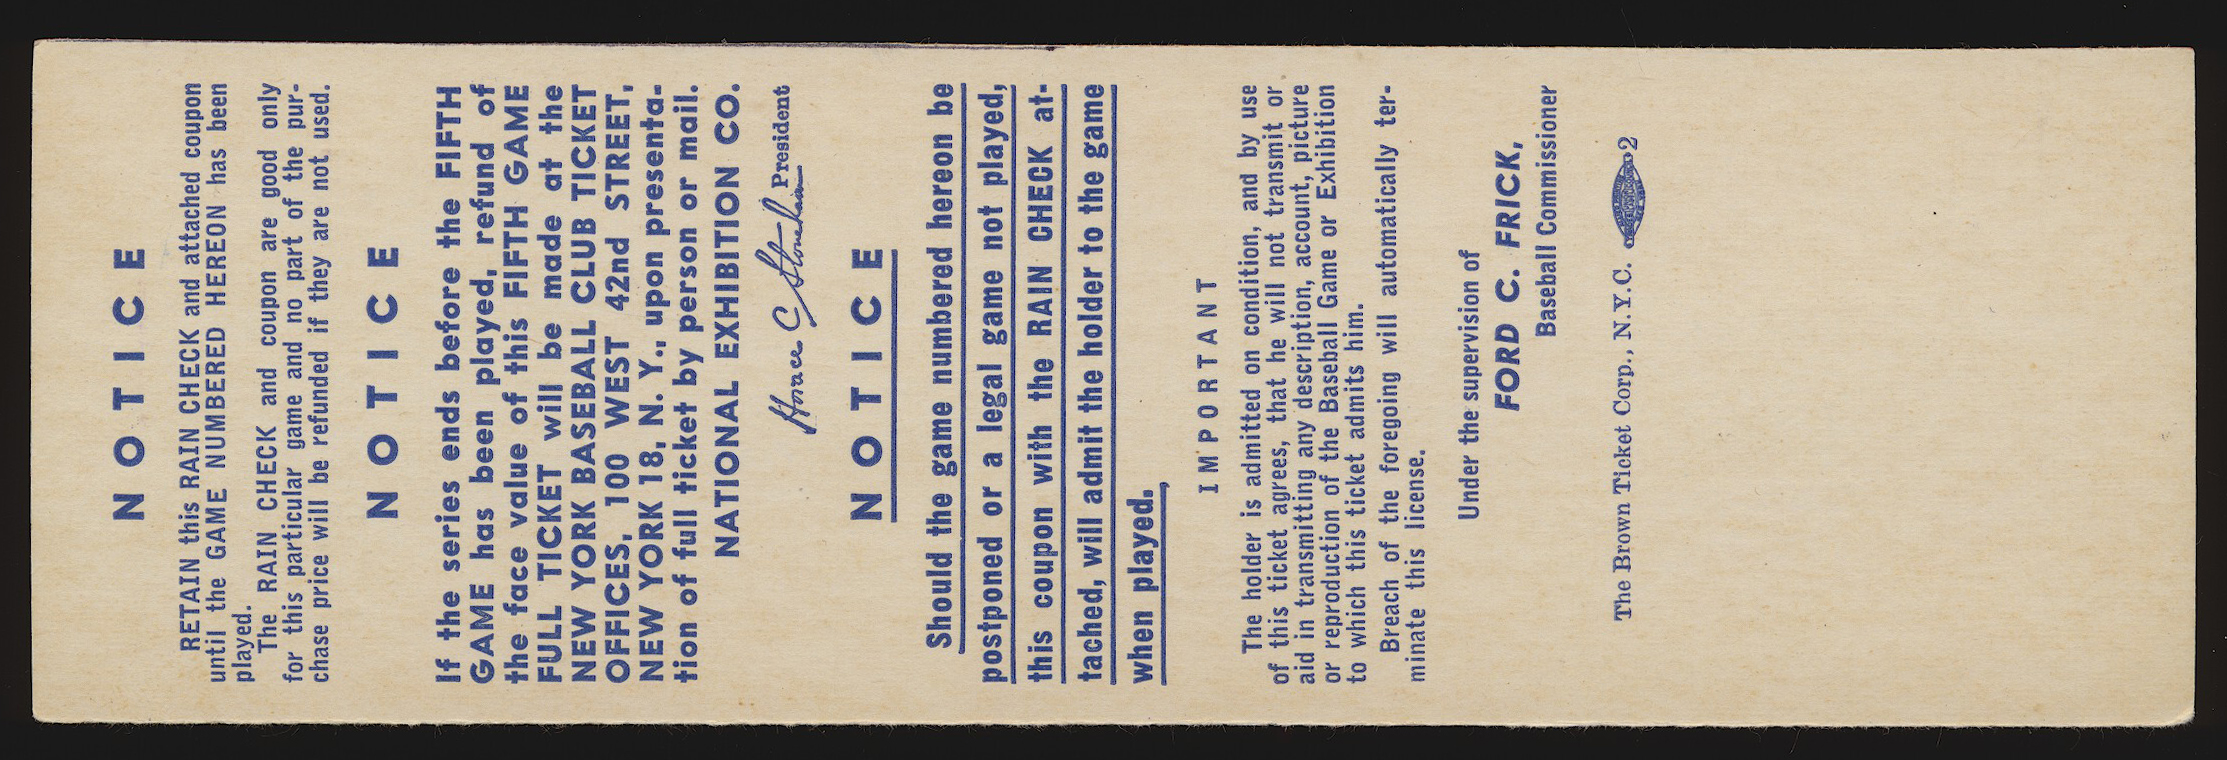 NOTICE
RETAIN this RAIN CHECK and attached coupon
until the GAME NUMBERED HEREON has been
played.
The RAIN CHECK and coupon are good only
for this particular game and no part of the pur-
chase price will be refunded if they are not used.
NOTICE
If the series ends before the FIFTH
GAME has been played, refund of
the face value of this FIFTH GAME
FULL TICKET will be made at the
NEW YORK BASEBALL CLUB TICKET
OFFICES, 100 WEST 42nd STREET,
NEW YORK 18, N. Y., upon presenta-
tion of full ticket by person or mail.
NATIONAL EXHIBITION CO.
Horace C Stoneham President
NOTICE
Should the game numbered hereon be
postponed or a legal game not played,
this coupon with the RAIN CHECK at-
tached, will admit the holder to the game
when played.
IMPORTANT
The holder is admitted on condition, and by use
of this ticket agrees, that he will not transmit or
aid in transmitting any description, account, picture
or reproduction of the Baseball Game or Exhibition
to which this ticket admits him.
Breach of the foregoing will automatically ter-
minate this license.
Under the supervision of
FORD C. FRICK,
Baseball Commissioner
The Brown Ticket Corp., N.Y.C. 2